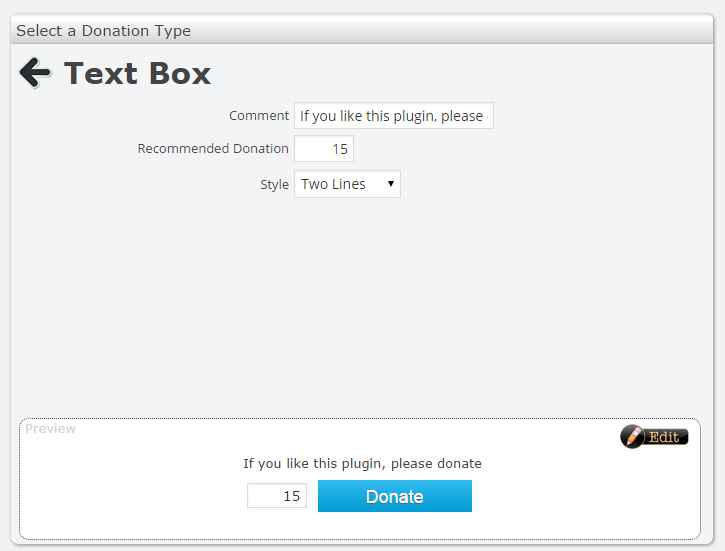 Select a Donation Type
Text Box
Comment If you like this plugin, please
Recommended Donation 15
Style Two Lines
Preview
Edit
If you like this plugin, please donate
15 Donate